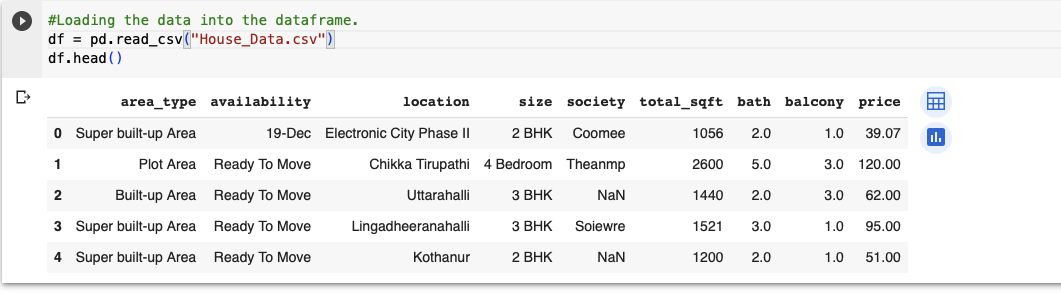 #Loading the data into the dataframe.
df = pd.read_csv("House_Data.csv")
df.head()
area_type availability location size society total_sqft bath balcony price
0 Super built-up Area 19-Dec Electronic City Phase II 2 BHK Coomee 1056 2.0 1.0 39.07
1 Plot Area Ready To Move Chikka Tirupathi 4 Bedroom Theanmp 2600 5.0 3.0 120.00
2 Built-up Area Ready To Move Uttarahalli 3 BHK NaN 1440 2.0 3.0 62.00
3 Super built-up Area Ready To Move Lingadheeranahalli 3 BHK Soiewre 1521 3.0 1.0 95.00
4 Super built-up Area Ready To Move Kothanur 2 BHK NaN 1200 2.0 1.0 51.00